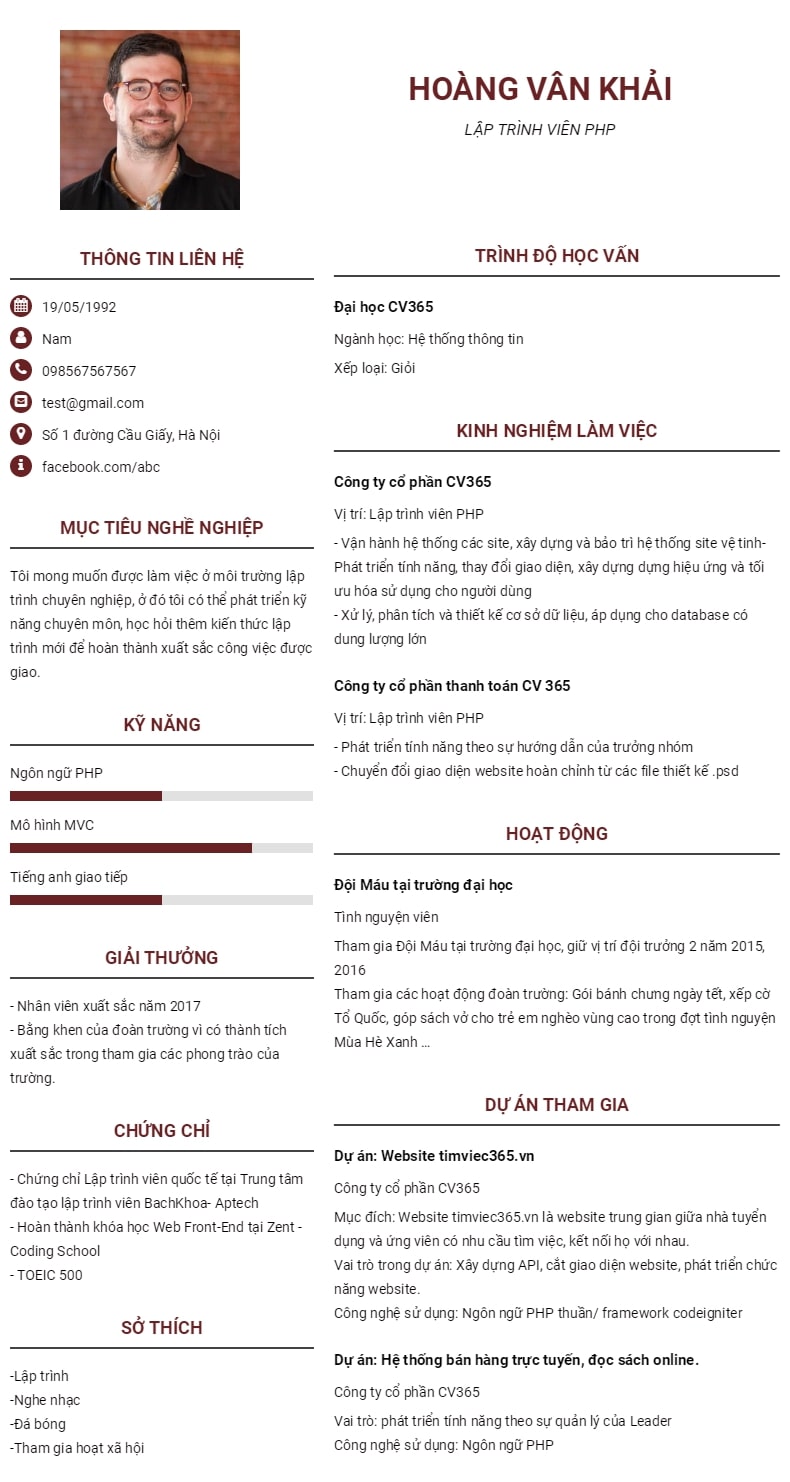 HOÀNG VÂN KHẢI
LẬP TRÌNH VIÊN PHP
THÔNG TIN LIÊN HỆ
19/05/1992
Nam
098567567567
test@gmail.com
Số 1 đường Cầu Giấy, Hà Nội
facebook.com/abc
MỤC TIÊU NGHỀ NGHIỆP
Tôi mong muốn được làm việc ở môi trường lập
trình chuyên nghiệp, ở đó tôi có thể phát triển kỹ
năng chuyên môn, học hỏi thêm kiến thức lập
trình mới để hoàn thành xuất sắc công việc được
giao.
KỸ NĂNG
Ngôn ngữ PHP
Mô hình MVC
Tiếng anh giao tiếp
GIẢI THƯỞNG
- Nhân viên xuất sắc năm 2017
- Bằng khen của đoàn trường vì có thành tích
xuất sắc trong tham gia các phong trào của
trường.
CHỨNG CHỈ
- Chứng chỉ Lập trình viên quốc tế tại Trung tâm
đào tạo lập trình viên BachKhoa- Aptech
- Hoàn thành khóa học Web Front-End tại Zent -
Coding School
- TOEIC 500
SỞ THÍCH
-Lập trình
-Nghe nhạc
-Đá bóng
-Tham gia hoạt xã hội
TRÌNH ĐỘ HỌC VẤN
Đại học CV365
Ngành học: Hệ thống thông tin
Xếp loại: Giỏi
KINH NGHIỆM LÀM VIỆC
Công ty cổ phần CV365
Vị trí: Lập trình viên PHP
- Vận hành hệ thống các site, xây dựng và bảo trì hệ thống site vệ tinh-
Phát triển tính năng, thay đổi giao diện, xây dựng dựng hiệu ứng và tối
ưu hóa sử dụng cho người dùng
- Xử lý, phân tích và thiết kế cơ sở dữ liệu, áp dụng cho database có
dung lượng lớn
Công ty cổ phần thanh toán CV 365
Vị trí: Lập trình viên PHP
- Phát triển tính năng theo sự hướng dẫn của trưởng nhóm
- Chuyển đổi giao diện website hoàn chỉnh từ các file thiết kế .psd
HOẠT ĐỘNG
Đội Máu tại trường đại học
Tình nguyện viên
Tham gia Đội Máu tại trường đại học, giữ vị trí đội trưởng 2 năm 2015,
2016
Tham gia các hoạt động đoàn trường: Gói bánh chưng ngày tết, xếp cờ
Tổ Quốc, góp sách vở cho trẻ em nghèo vùng cao trong đợt tình nguyện
Mùa Hè Xanh ...
DỰ ÁN THAM GIA
Dự án: Website timviec365.vn
Công ty cổ phần CV365
Mục đích: Website timviec365.vn là website trung gian giữa nhà tuyển
dụng và ứng viên có nhu cầu tìm việc, kết nối họ với nhau.
Vai trò trong dự án: Xây dựng API, cắt giao diện website, phát triển chức
năng website.
Công nghệ sử dụng: Ngôn ngữ PHP thuần/ framework codeigniter
Dự án: Hệ thống bán hàng trực tuyến, đọc sách online.
Công ty cổ phần CV365
Vai trò: phát triển tính năng theo sự quản lý của Leader
Công nghệ sử dụng: Ngôn ngữ PHP